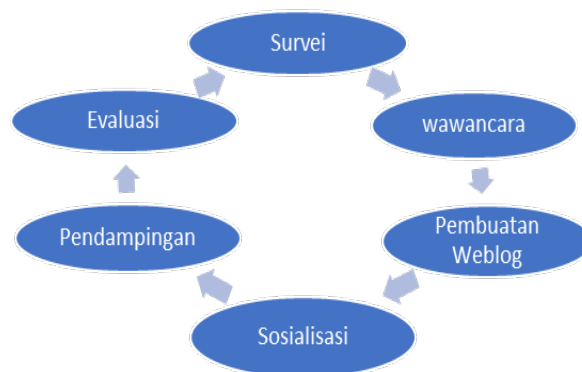 Survei
wawancara
Pembuatan
Weblog
Sosialisasi
Pendampingan
Evaluasi